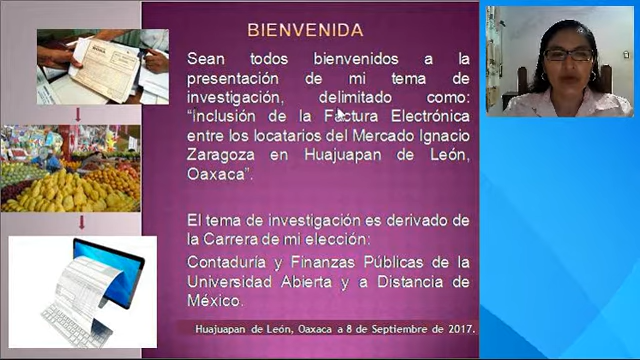 BIENVENIDA
Sean todos bienvenidos a la
presentación de mi tema de
investigación, delimitado como:
“inclusión de la Factura Electrónica
entre los locatarios del Mercado Ignacio
Zaragoza en Huajuapan de León,
Oaxaca”.
El tema de investigación es derivado de
la Carrera de mi elección:
Contaduría y Finanzas Públicas de la
Universidad Abierta y a Distancia de
México.
Huajuapan de León, Oaxaca a 8 de Septiembre de 2017.